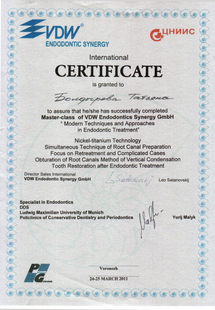 VDW
ENDODONTIC SYNERGY
ЦНИИС
International
CERTIFICATE
is granted to
Бондарева Татьяна
to assure that he/she has successfully completed
Master-class of VDW Endodontics Synergy GmbH
" Modern Techniques and Approaches
in Endodontic Treatment"
Nickel-titanium Technology
Simultaneous Technique of Root Canal Preparation
Focus on Retreatment and Complicated Cases
Obturation of Root Canals Method of Vertical Condensation
Tooth Restoration after Endodontic Treatment
Director Sales International
VDW Endodontic Synergy GmbH
Leo Satanovskij
Specialist in Endodontics
DDS
Ludwig Maximilian University of Munich
Policlinics of Conservative Dentistry and Periodontics
Yurij Malyk
Voronezh
24-25 MARCH 2011